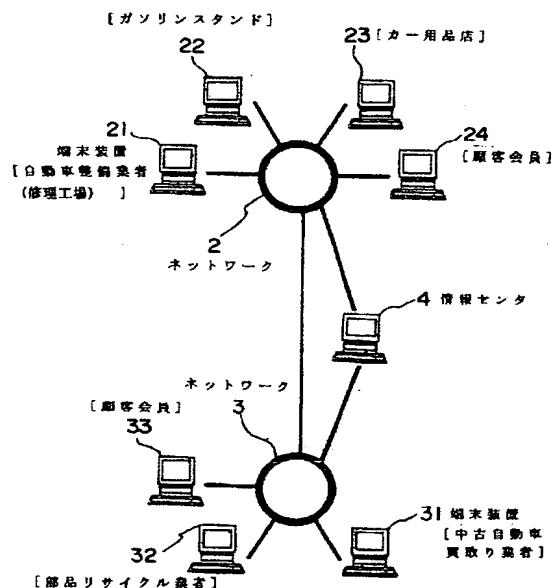 [ガソリンスタンド]
22
23 [カー用品店]
21
端末装置
[自動車整備業者
(修理工場) ]
24
[顧客会員]
2
ネットワーク
4 情報センタ
ネットワーク
3
[顧客会員]
33
31 端末装置
[中古自動車
買取り業者]
32
[部品リサイクル業者]